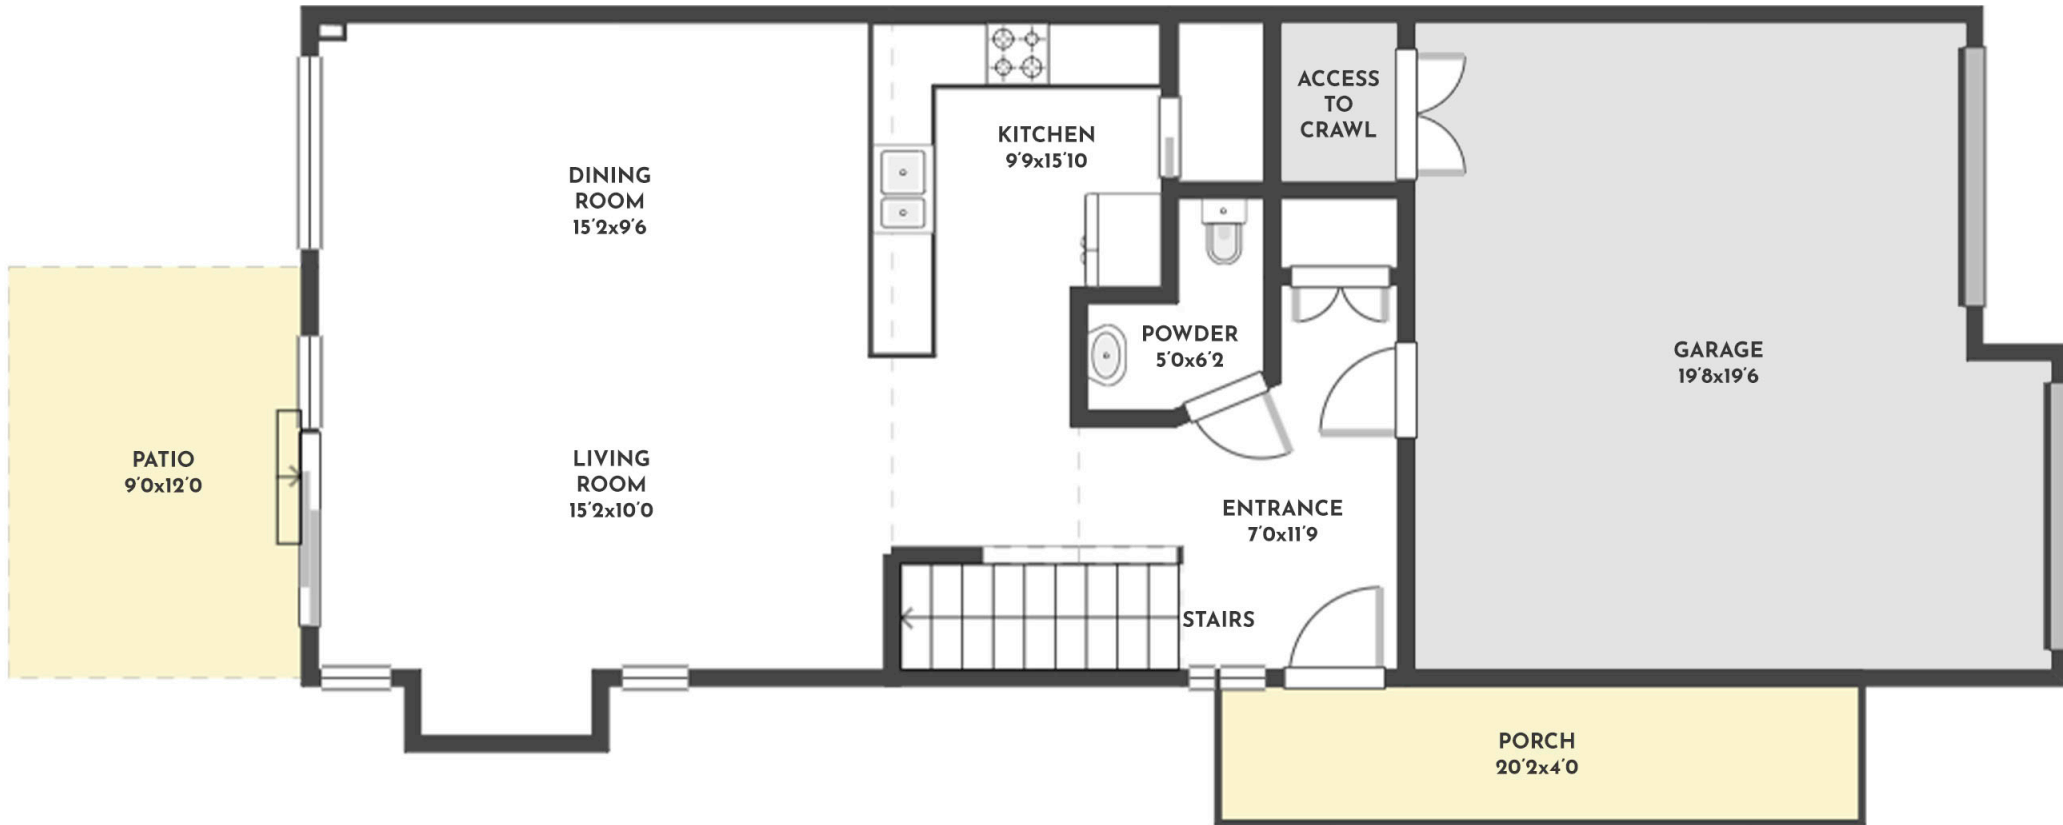 ACCESS
TO
CRAWL
KITCHEN
9'9x15'10
DINING
ROOM
15'2x9'6
POWDER
5'0x6'2
GARAGE
19'8x19'6
PATIO
9'0x12'0
LIVING
ROOM
15'2x10'0
ENTRANCE
7'0x11'9
STAIRS
PORCH
20'2x4'0